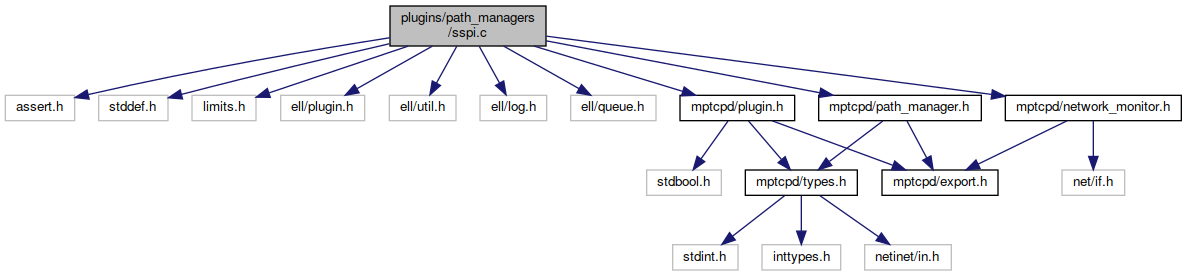 plugins/path_managers
/sspi.c
assert.h
stddef.h
limits.h
ell/plugin.h
ell/util.h
ell/log.h
ell/queue.h
mptcpd/plugin.h
mptcpd/path_manager.h
mptcpd/network_monitor.h
stdbool.h
mptcpd/types.h
mptcpd/export.h
net/if.h
stdint.h
inttypes.h
netinet/in.h